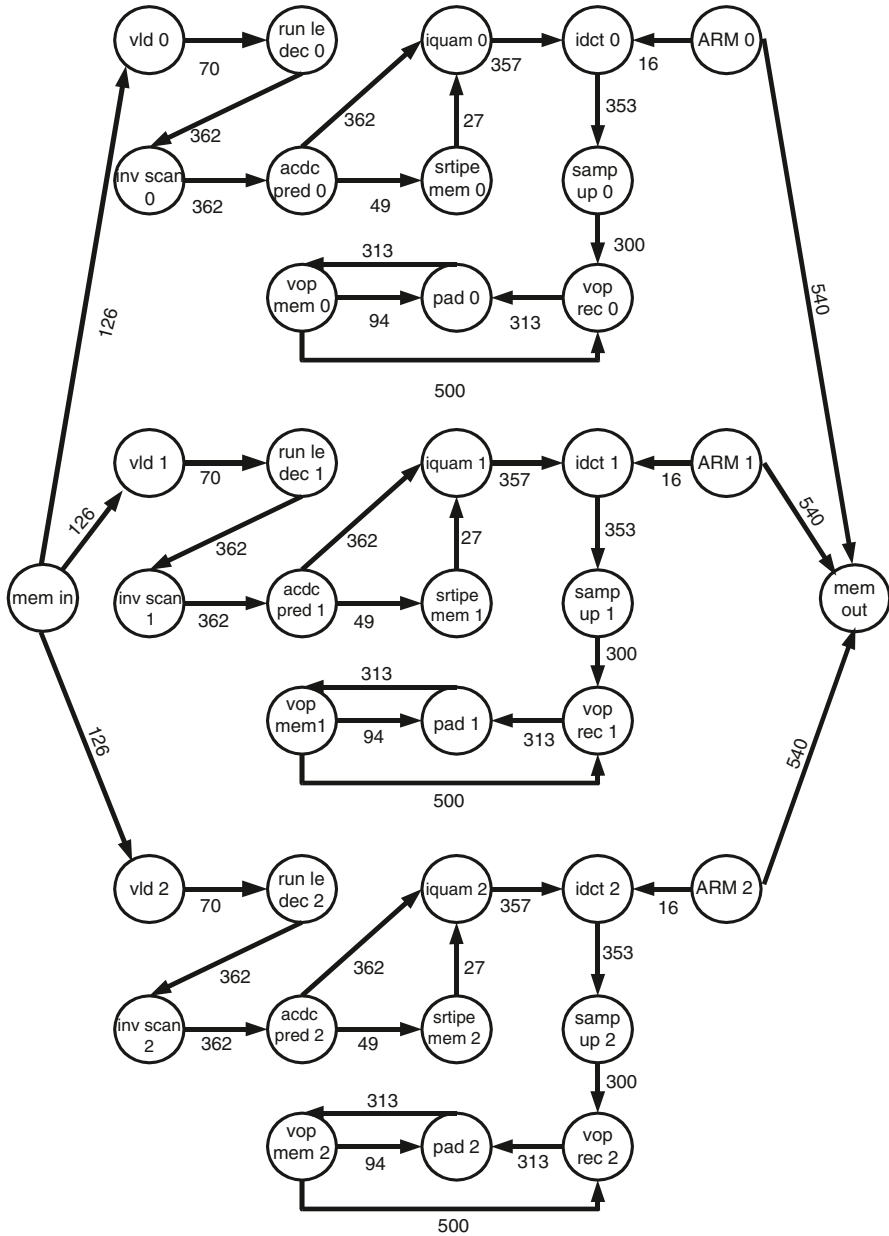 vld 0
70
run le
dec 0
iquam 0
357
idct 0
16
ARM 0
362
362
27
353
inv scan
0
362
acdc
pred 0
49
srtipe
mem 0
samp
up 0
300
313
vop
mem 0
94
pad 0
313
vop
rec 0
500
126
540
vld 1
70
run le
dec 1
iquam 1
357
idct 1
16
ARM 1
126
540
362
362
27
353
mem in
inv scan
1
362
acdc
pred 1
49
srtipe
mem 1
samp
up 1
mem
out
300
313
vop
mem1
94
pad 1
313
vop
rec 1
500
126
540
vld 2
70
run le
dec 2
iquam 2
357
idct 2
16
ARM 2
362
362
27
353
inv scan
2
362
acdc
pred 2
49
srtipe
mem 2
samp
up 2
300
313
vop
mem 2
94
pad 2
313
vop
rec 2
500